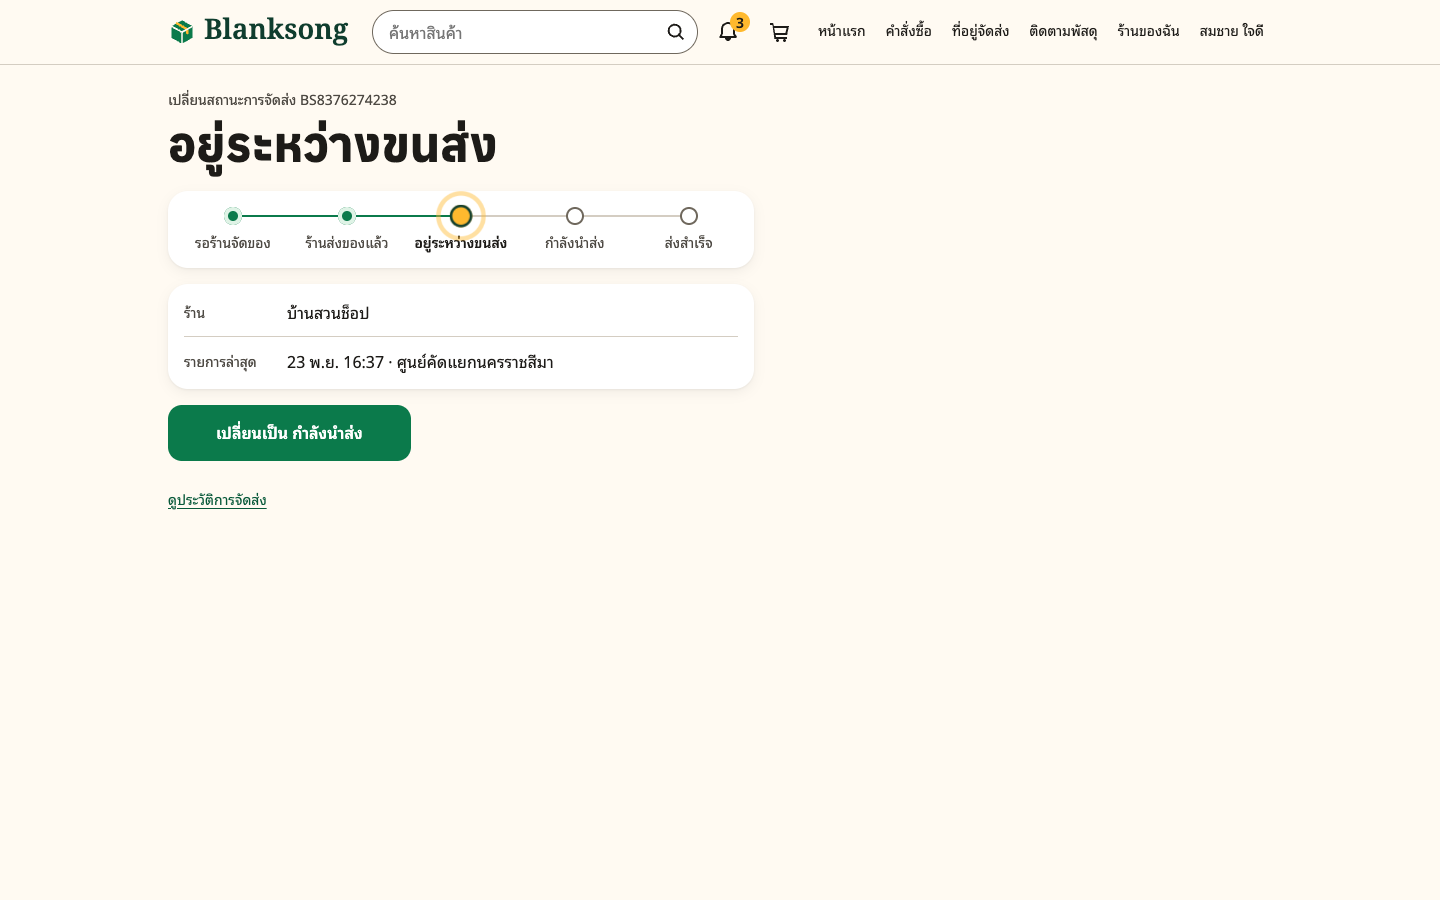 Blanksong
ค้นหาสินค้า
3
หน้าแรก
คำสั่งซื้อ
ที่อยู่จัดส่ง
ติดตามพัสดุ
ร้านของฉัน
สมชาย ใจดี
เปลี่ยนสถานะการจัดส่ง BS8376274238
อยู่ระหว่างขนส่ง
รอร้านจัดของ
ร้านส่งของแล้ว
อยู่ระหว่างขนส่ง
กำลังนำส่ง
ส่งสำเร็จ
ร้าน บ้านสวนช็อป
รายการล่าสุด 23 พ.ย. 16:37 · ศูนย์คัดแยกนครราชสีมา
เปลี่ยนเป็น กำลังนำส่ง
ดูประวัติการจัดส่ง